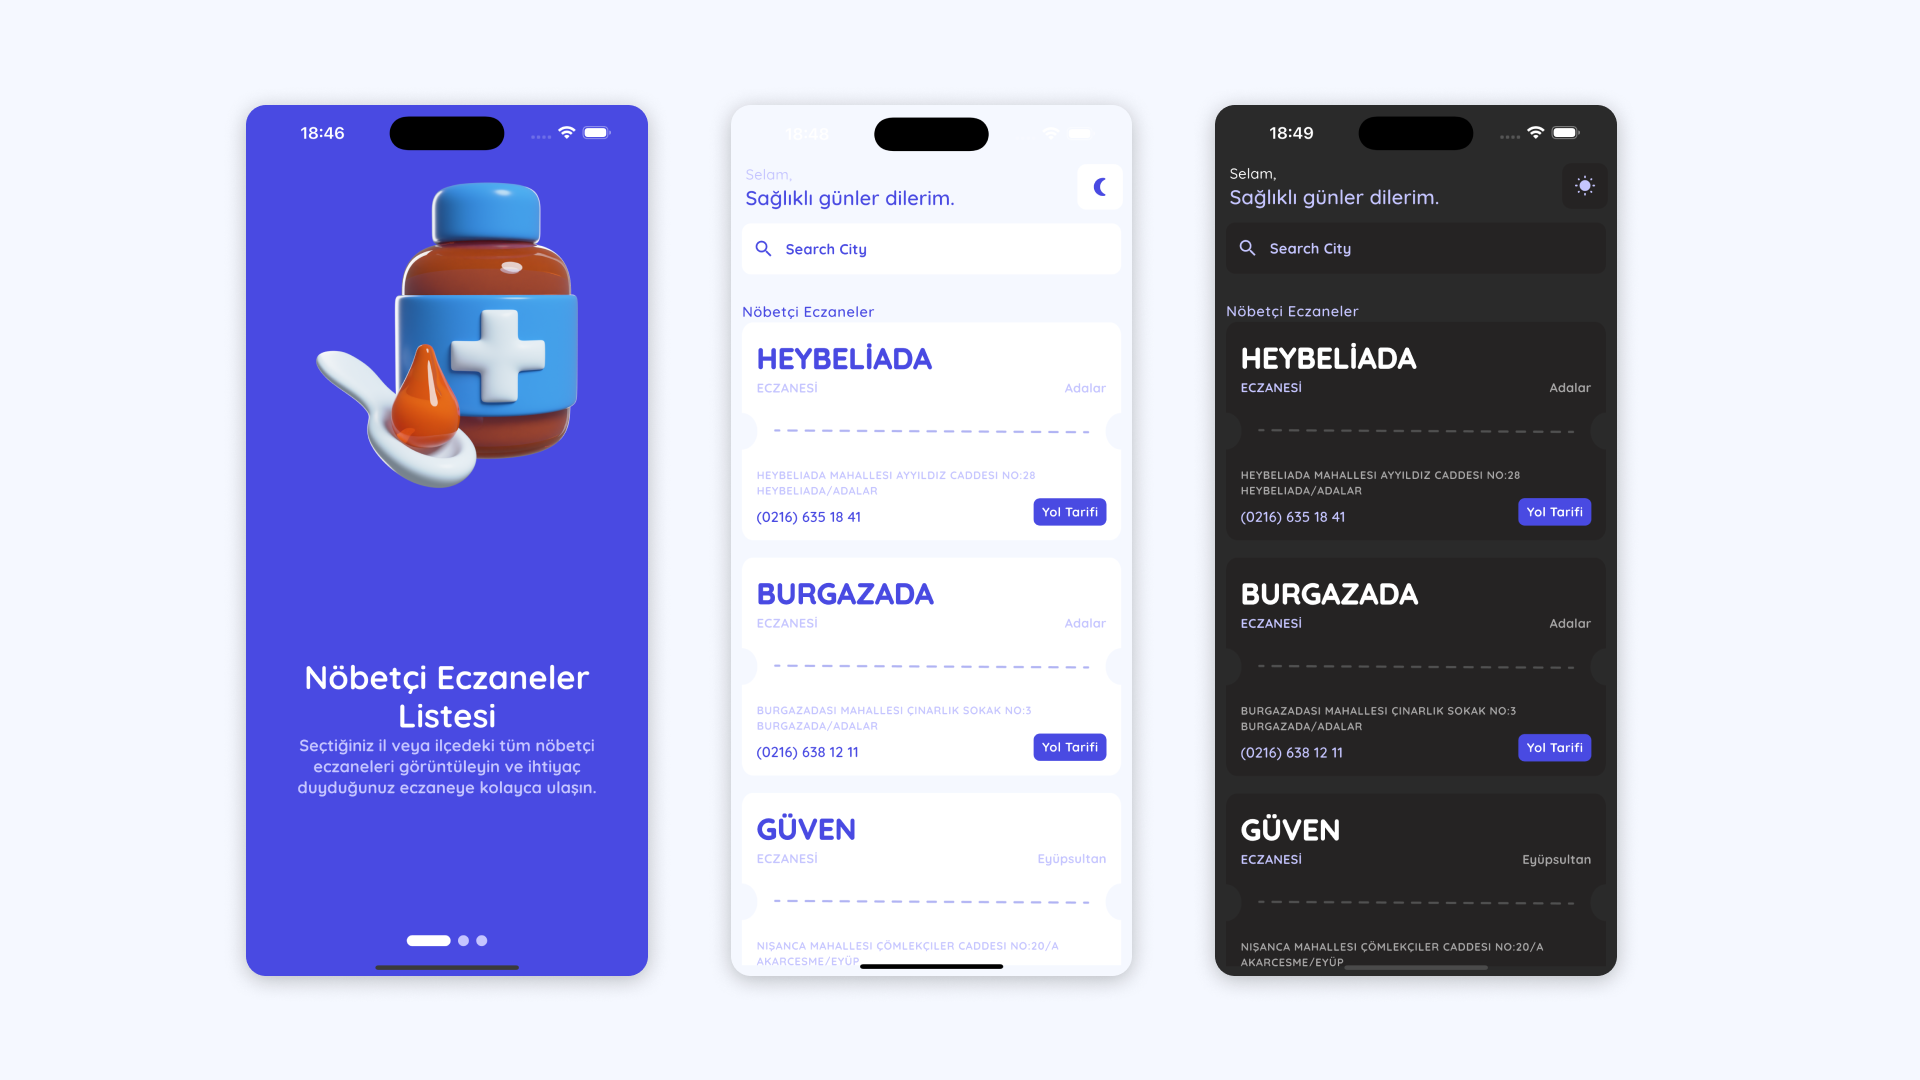 18:46
Nöbetçi Eczaneler
Listesi
Seçtiğiniz il veya ilçedeki tüm nöbetçi
eczaneleri görüntüleyin ve ihtiyaç
duyduğunuz eczaneye kolayca ulaşın.
18:48
Selam,
Sağlıklı günler dilerim.
Search City
Nöbetçi Eczaneler
HEYBELİADA
ECZANESİ
Adalar
HEYBELIADA MAHALLESI AYYILDIZ CADDESI NO:28
HEYBELIADA/ADALAR
(0216) 635 18 41
Yol Tarifi
BURGAZADA
ECZANESİ
Adalar
BURGAZADASI MAHALLESI ÇINARLIK SOKAK NO:3
BURGAZADA/ADALAR
(0216) 638 12 11
Yol Tarifi
GÜVEN
ECZANESİ
Eyüpsultan
NIŞANCA MAHALLESI ÇÖMLEKÇILER CADDESI NO:20/A
AKARCESME/EYÜP
18:49
Selam,
Sağlıklı günler dilerim.
Search City
Nöbetçi Eczaneler
HEYBELİADA
ECZANESİ
Adalar
HEYBELIADA MAHALLESI AYYILDIZ CADDESI NO:28
HEYBELIADA/ADALAR
(0216) 635 18 41
Yol Tarifi
BURGAZADA
ECZANESİ
Adalar
BURGAZADASI MAHALLESI ÇINARLIK SOKAK NO:3
BURGAZADA/ADALAR
(0216) 638 12 11
Yol Tarifi
GÜVEN
ECZANESİ
Eyüpsultan
NIŞANCA MAHALLESI ÇÖMLEKÇILER CADDESI NO:20/A
AKARCESME/EYÜP